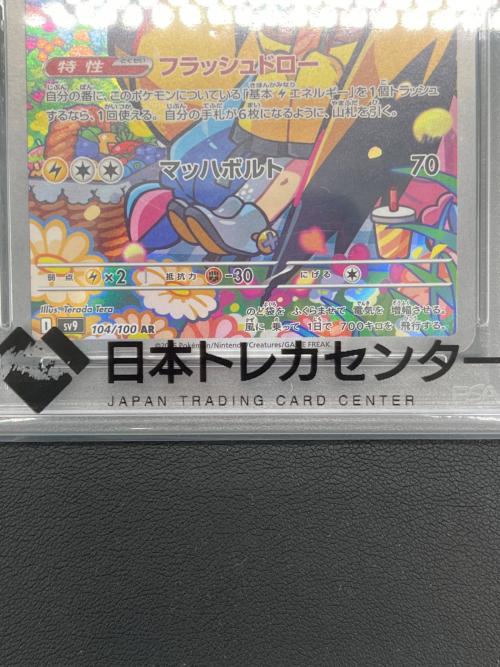 特性 フラッシュドロー
自分の番に、このポケモンについている「基本エネルギー」を1個トラッシュ
するなら、1回使える。自分の手札が6枚になるように、山札を引く。
マッハボルト 70
弱点 ×2 抵抗力 -30 にげる
Illus. Terada Tera
I sv9 104/100 AR
のど袋を ふくらませて 電気を 増幅させる。
風に 乗って 1日で 700キロを 飛行する。
Pokémon/Nintendo/Creatures/GAME FREAK.
日本トレカセンター
JAPAN TRADING CARD CENTER